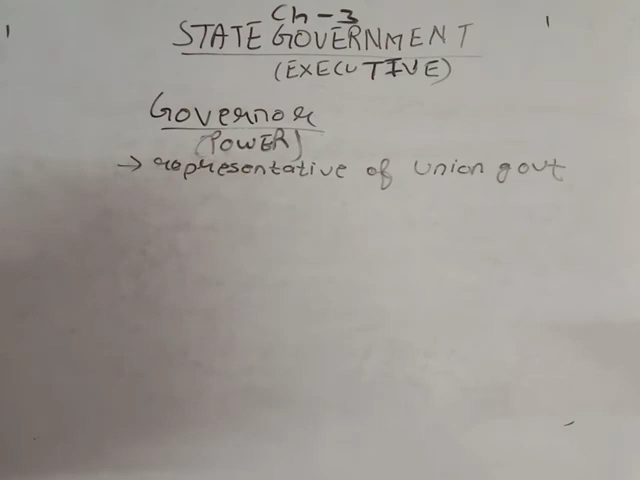 Ch-3
STATE GOVERNMENT
(EXECUTIVE)
Governor
(POWER)
→ representative of Union govt